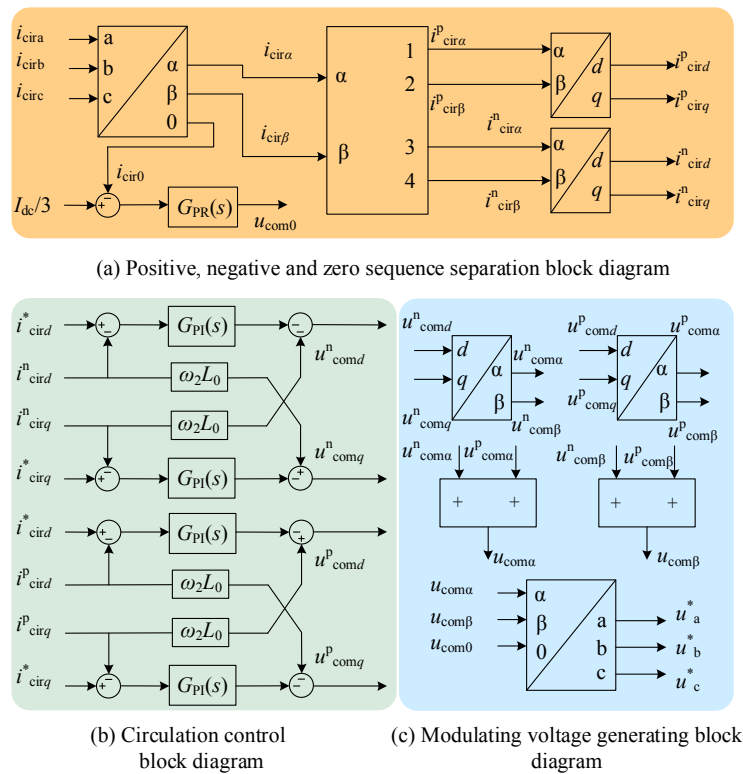 i_cira
a
i_cirb
b
i_circ
c
α
β
0
i_cirα
i_cirβ
i_cir0
I_dc/3
+
−
G_PR(s)
u_com0
α
β
1
2
3
4
i^p_cirα
i^p_cirβ
i^n_cirα
i^n_cirβ
α
β
d
q
i^p_cird
i^p_cirq
α
β
d
q
i^n_cird
i^n_cirq
(a) Positive, negative and zero sequence separation block diagram
i^*_cird
+
−
G_PI(s)
−
−
u^n_comd
i^n_cird
ω₂L₀
i^n_cirq
ω₂L₀
u^n_comq
i^*_cirq
+
−
G_PI(s)
−
+
i^*_cird
+
−
G_PI(s)
−
+
u^p_comd
i^p_cird
ω₂L₀
i^p_cirq
ω₂L₀
u^p_comq
i^*_cirq
+
−
G_PI(s)
−
−
(b) Circulation control
block diagram
u^n_comd
d
q
α
β
u^n_comα
u^n_comq
u^n_comβ
u^p_comd
d
q
α
β
u^p_comα
u^p_comq
u^p_comβ
u^n_comα
u^p_comα
+ +
u_comα
u^n_comβ
u^p_comβ
+ +
u_comβ
u_comα
α
u_comβ
β
u_com0
0
a
b
c
u^*_a
u^*_b
u^*_c
(c) Modulating voltage generating block
diagram